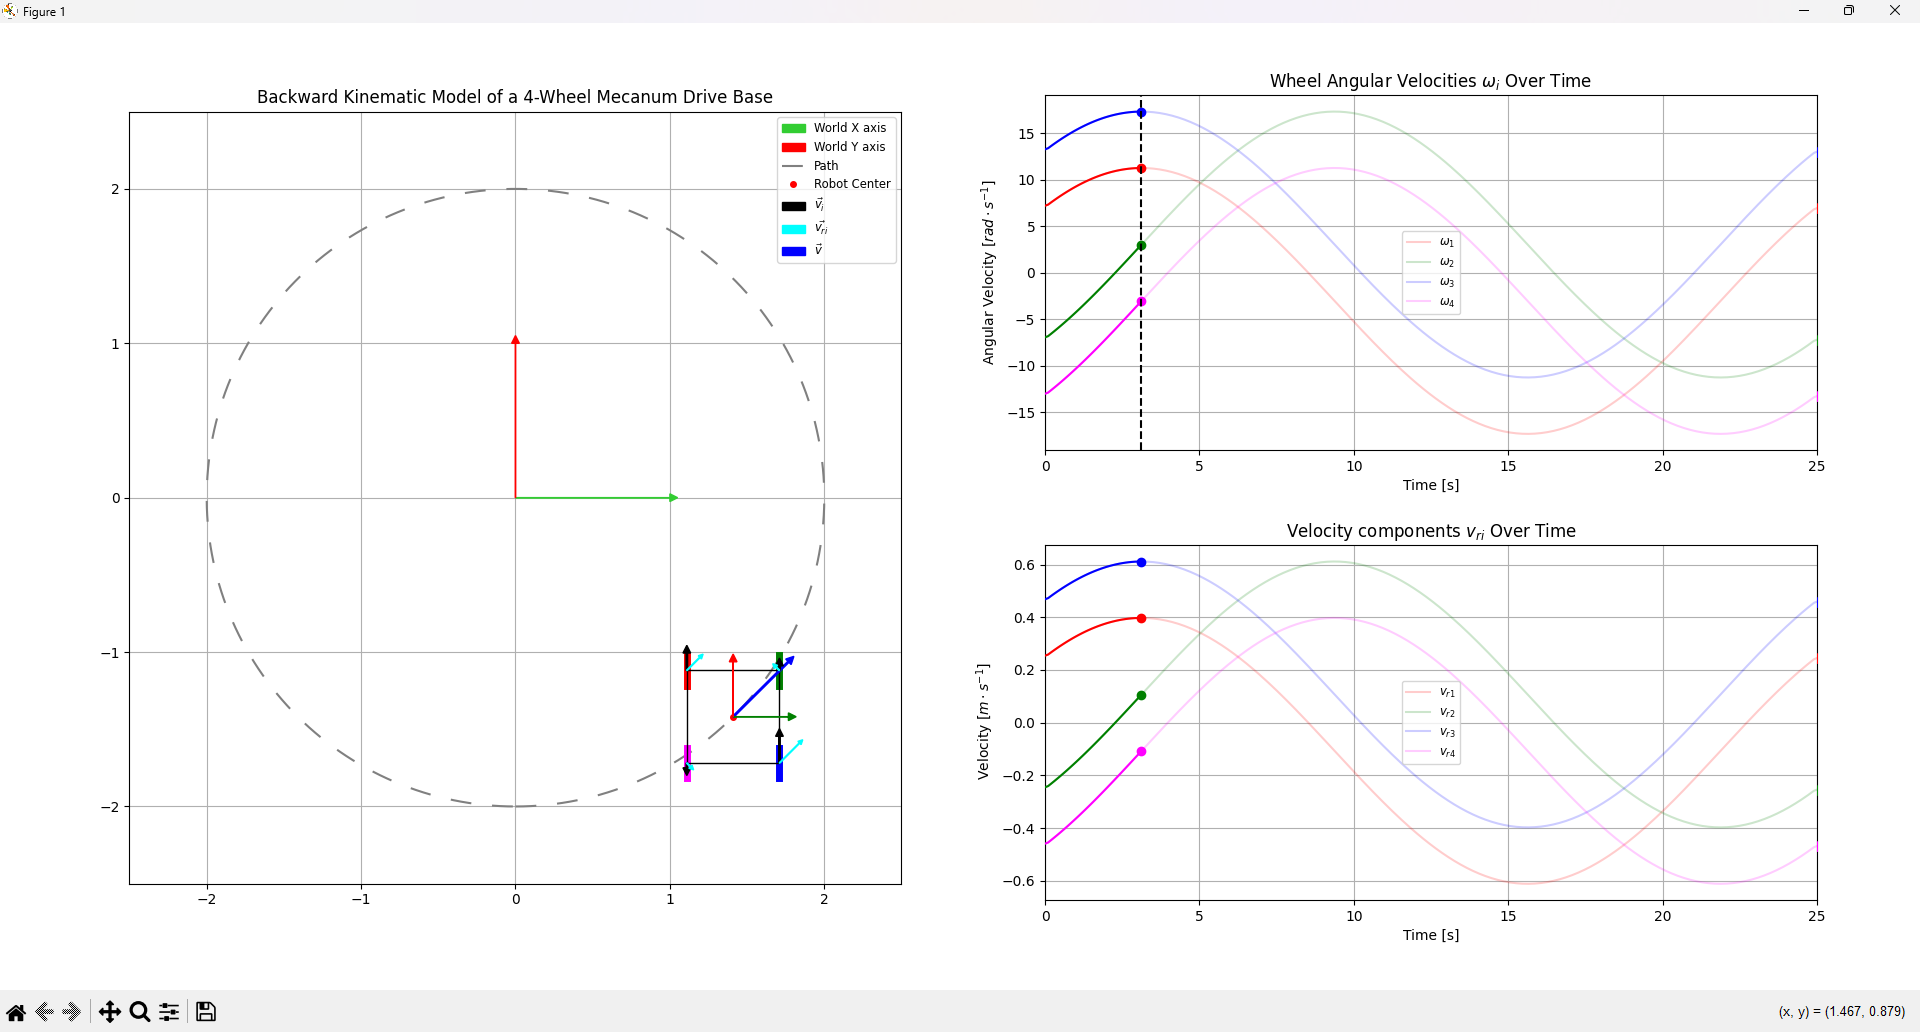 Figure 1
Backward Kinematic Model of a 4-Wheel Mecanum Drive Base
World X axis
World Y axis
Path
Robot Center
v⃗ᵢ
v⃗ᵣᵢ
v⃗
2
1
0
−1
−2
−2
−1
0
1
2
Wheel Angular Velocities ωᵢ Over Time
Angular Velocity [rad · s⁻¹]
15
10
5
0
−5
−10
−15
ω₁
ω₂
ω₃
ω₄
0
5
10
15
20
25
Time [s]
Velocity components vᵣᵢ Over Time
Velocity [m · s⁻¹]
0.6
0.4
0.2
0.0
−0.2
−0.4
−0.6
vᵣ₁
vᵣ₂
vᵣ₃
vᵣ₄
0
5
10
15
20
25
Time [s]
(x, y) = (1.467, 0.879)